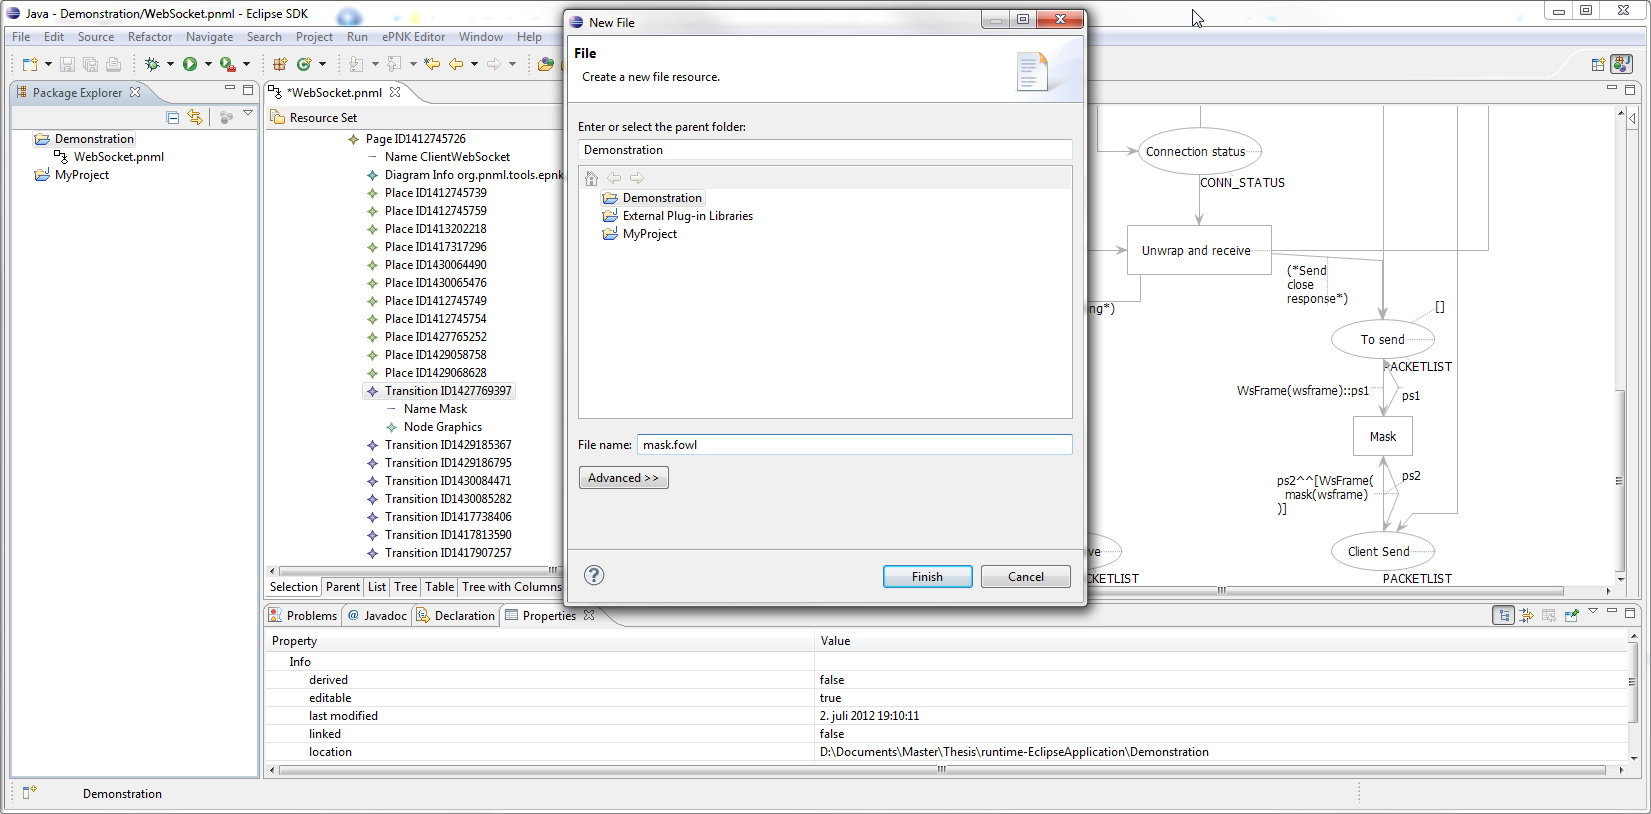 Java - Demonstration/WebSocket.pnml - Eclipse SDK
File Edit Source Refactor Navigate Search Project Run ePNK Editor Window Help
Package Explorer
Demonstration
WebSocket.pnml
MyProject
*WebSocket.pnml
Resource Set
Page ID1412745726
Name ClientWebSocket
Diagram Info org.pnml.tools.epnk
Place ID1412745739
Place ID1412745759
Place ID1413202218
Place ID1417317296
Place ID1430064490
Place ID1430065476
Place ID1412745749
Place ID1412745754
Place ID1427765252
Place ID1429058758
Place ID1429068628
Transition ID1427769397
Name Mask
Node Graphics
Transition ID1429185367
Transition ID1429186795
Transition ID1430084471
Transition ID1430085282
Transition ID1417738406
Transition ID1417813590
Transition ID1417907257
Selection Parent List Tree Table Tree with Columns
New File
File
Create a new file resource.
Enter or select the parent folder:
Demonstration
Demonstration
External Plug-in Libraries
MyProject
File name: mask.fowl
Advanced >>
Finish Cancel
Connection status
CONN_STATUS
Unwrap and receive
(*Send
close
response*)
ng*)
[]
To send
PACKETLIST
WsFrame(wsframe)::ps1
ps1
Mask
ps2
ps2^^[WsFrame(
mask(wsframe)
)]
ve
Client Send
CKETLIST
PACKETLIST
Problems @ Javadoc Declaration Properties
Property Value
Info
derived false
editable true
last modified 2. juli 2012 19:10:11
linked false
location D:\Documents\Master\Thesis\runtime-EclipseApplication\Demonstration
Demonstration